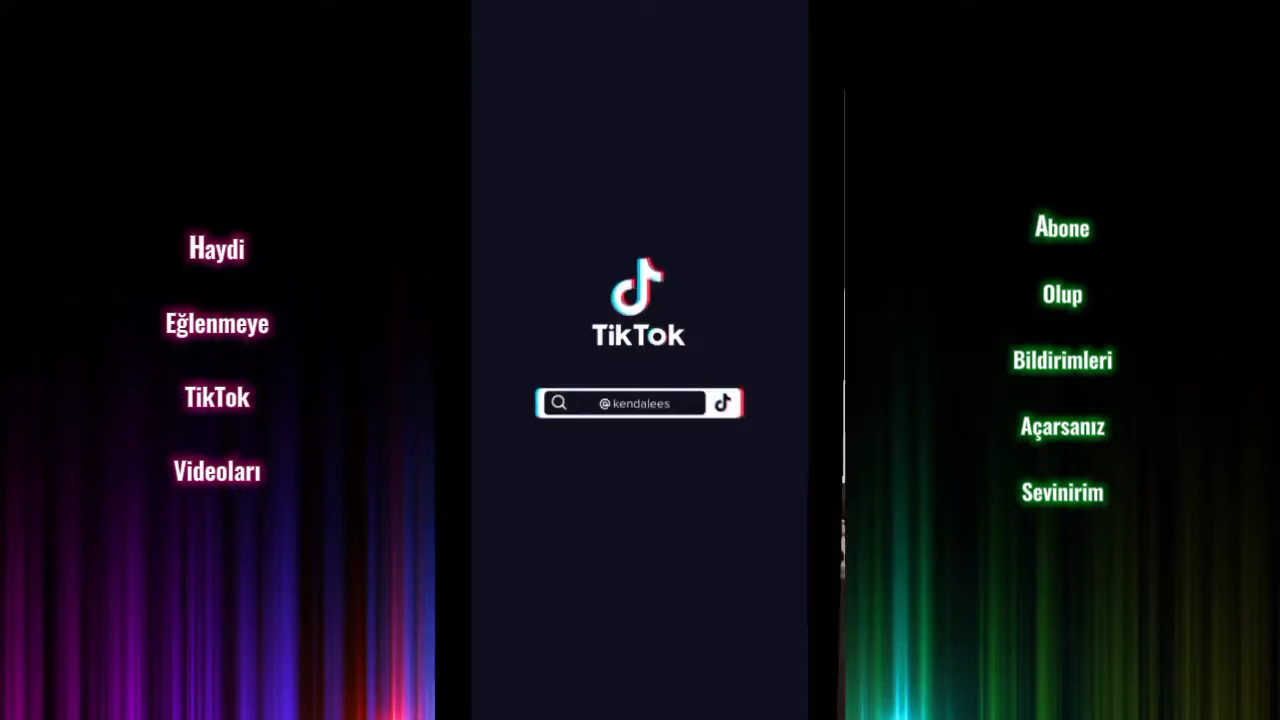 Haydi
Eğlenmeye
TikTok
Videoları
TikTok
@kendalees
Abone
Olup
Bildirimleri
Açarsanız
Sevinirim